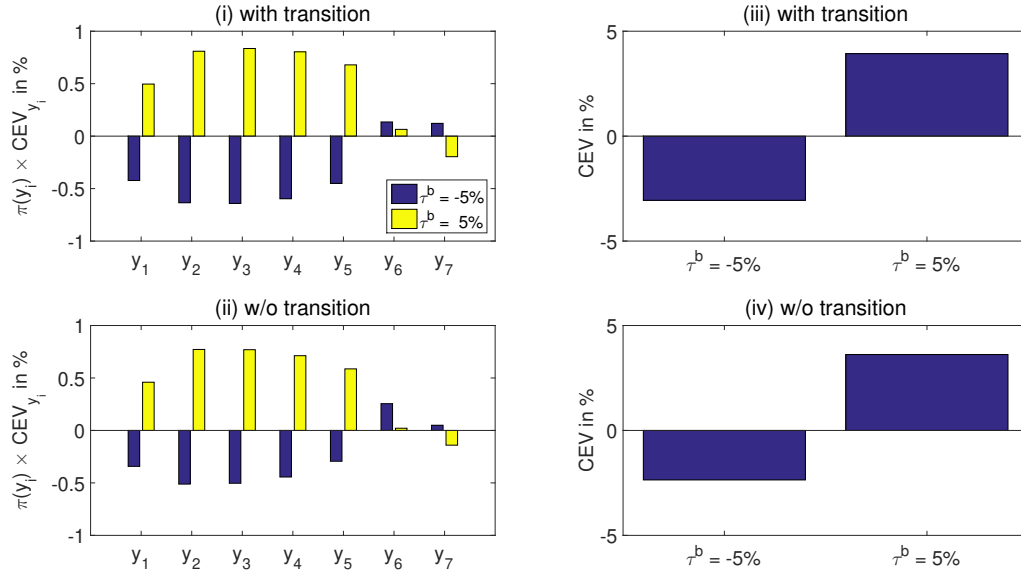 (i) with transition
π(y_i) × CEV_{y_i} in %
1
0.5
0
-0.5
-1
y_1 y_2 y_3 y_4 y_5 y_6 y_7
τ^b = -5%
τ^b = 5%
(iii) with transition
CEV in %
5
0
-5
τ^b = -5% τ^b = 5%
(ii) w/o transition
π(y_i) × CEV_{y_i} in %
1
0.5
0
-0.5
-1
y_1 y_2 y_3 y_4 y_5 y_6 y_7
(iv) w/o transition
CEV in %
5
0
-5
τ^b = -5% τ^b = 5%